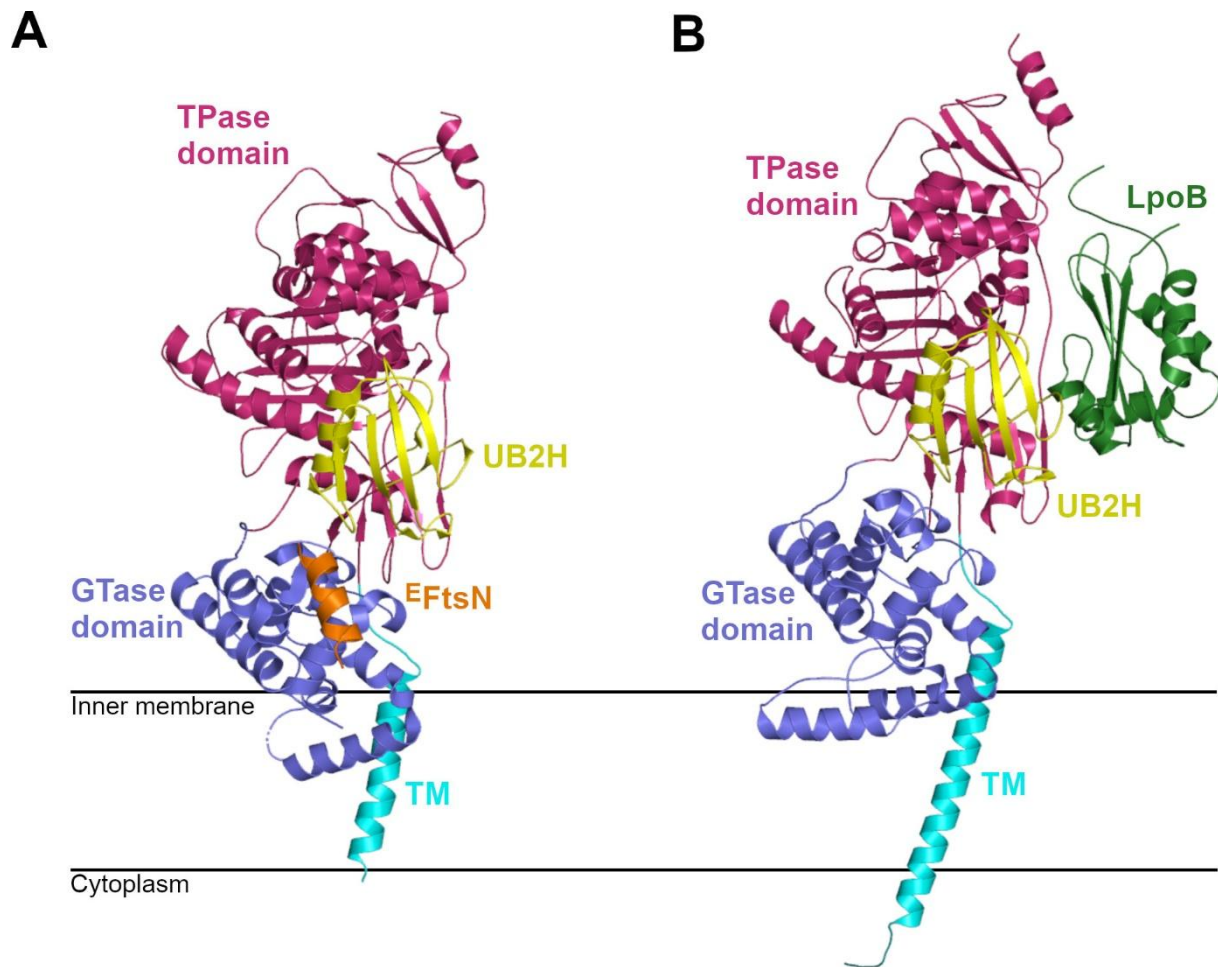 A
TPase
domain
UB2H
GTase
domain
EFtsN
Inner membrane
TM
Cytoplasm
B
TPase
domain
LpoB
UB2H
GTase
domain
TM